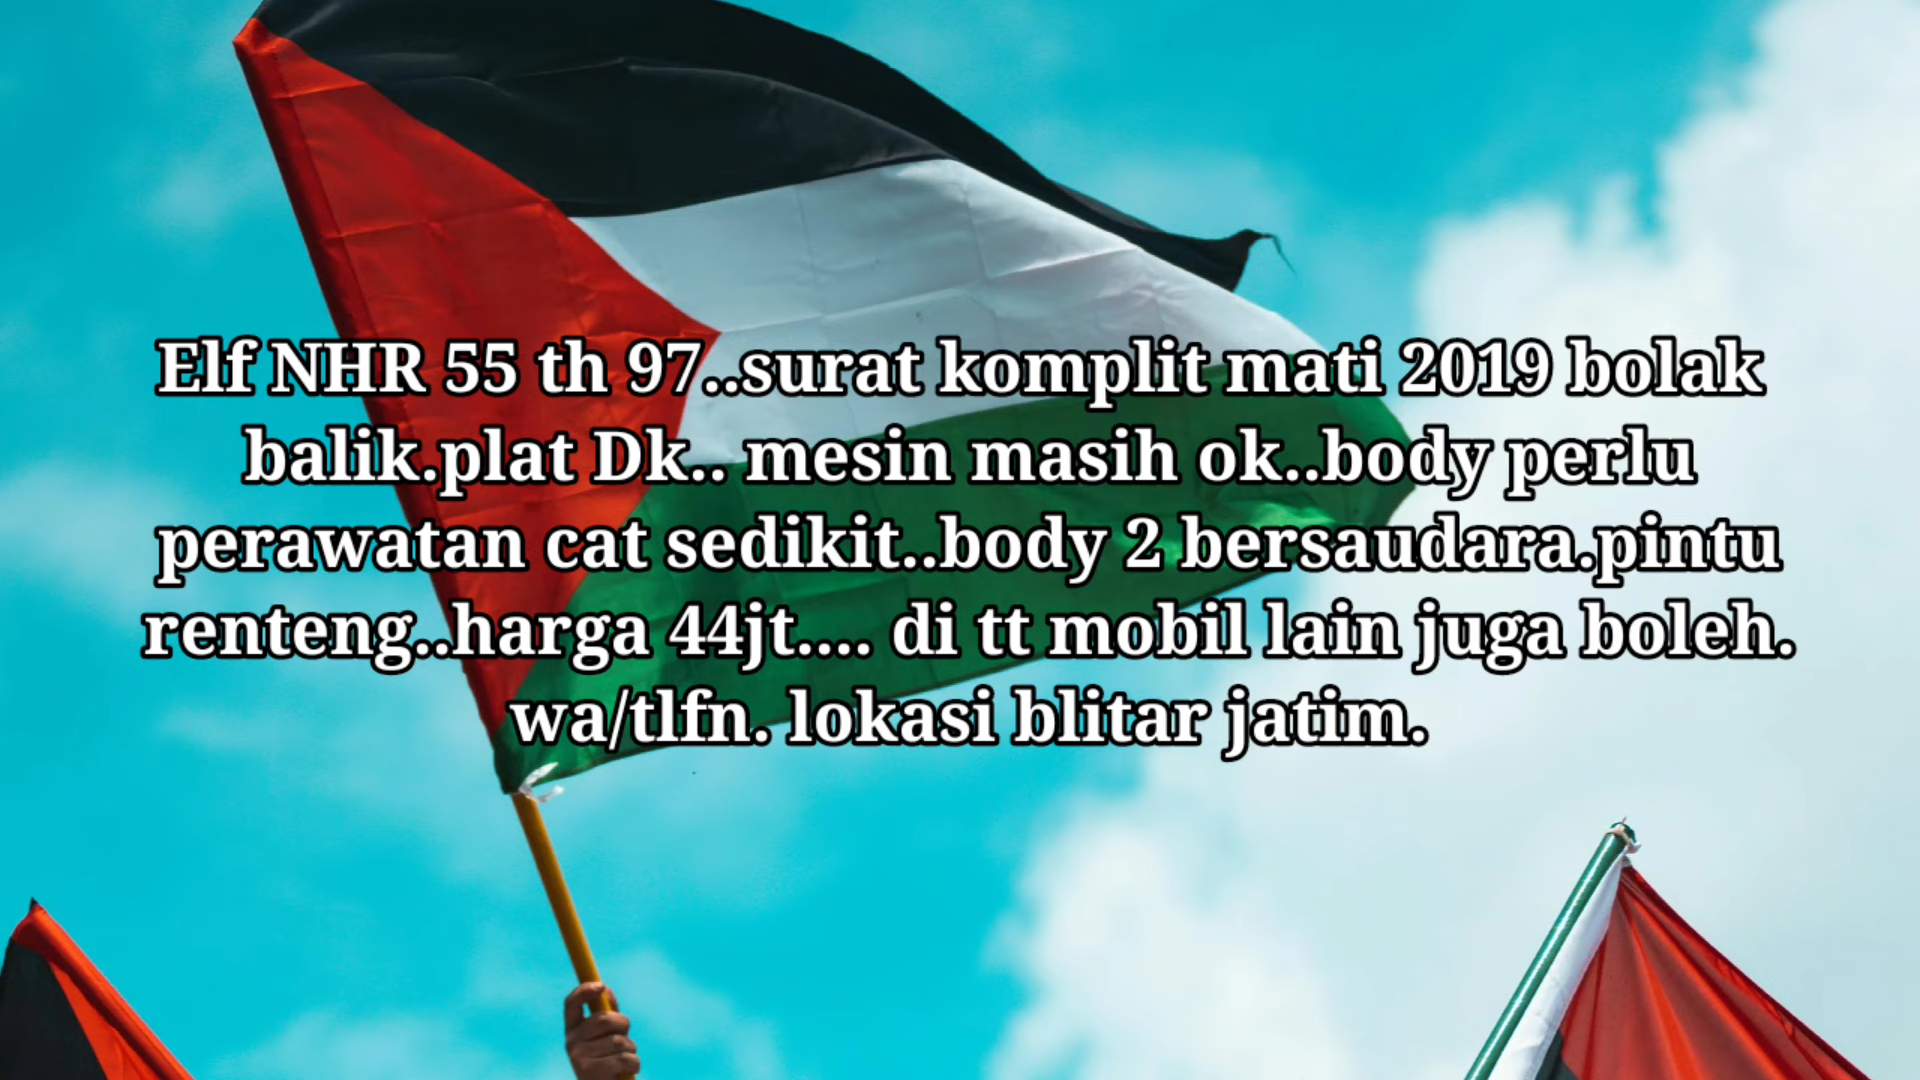 Elf NHR 55 th 97..surat komplit mati 2019 bolak
balik.plat Dk.. mesin masih ok..body perlu
perawatan cat sedikit..body 2 bersaudara.pintu
renteng..harga 44jt.... di tt mobil lain juga boleh.
wa/tlfn. lokasi blitar jatim.